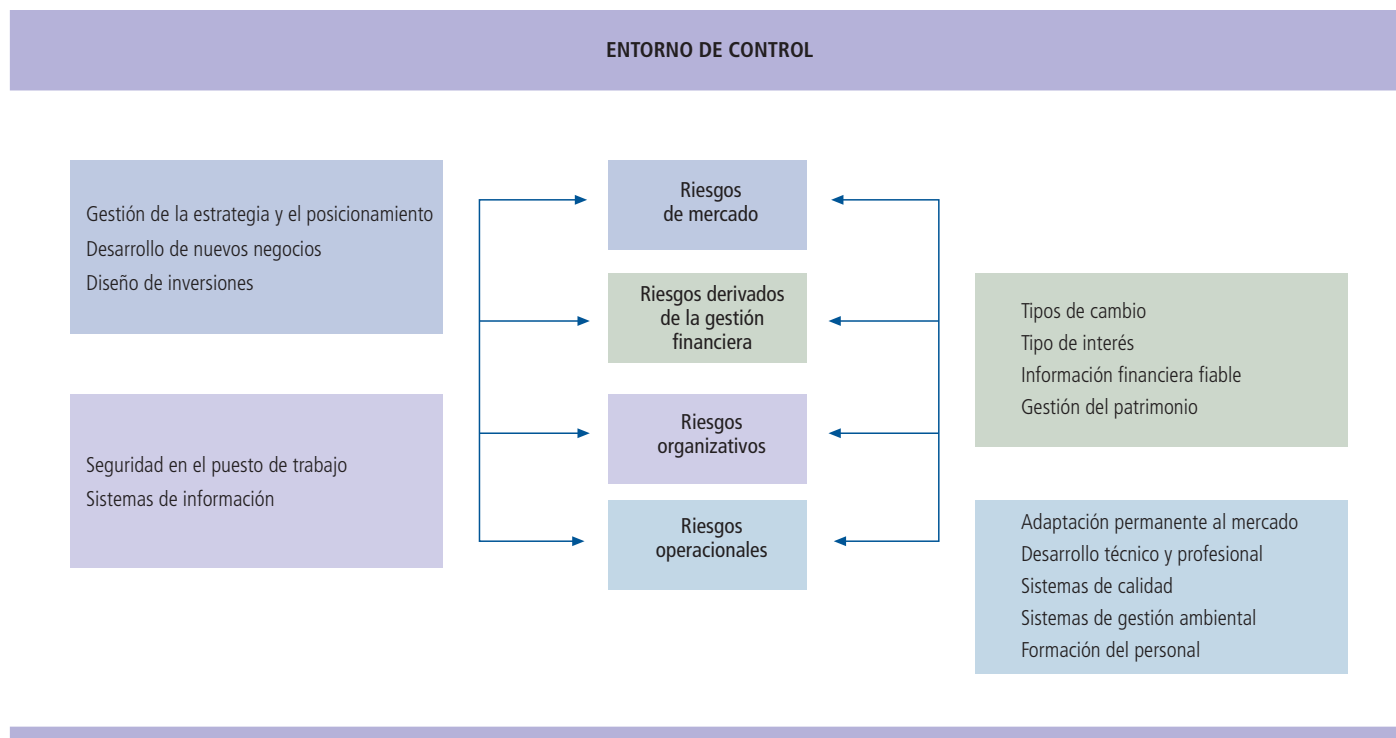 ENTORNO DE CONTROL
Gestión de la estrategia y el posicionamiento
Desarrollo de nuevos negocios
Diseño de inversiones
Seguridad en el puesto de trabajo
Sistemas de información
Riesgos
de mercado
Riesgos derivados
de la gestión
financiera
Riesgos
organizativos
Riesgos
operacionales
Tipos de cambio
Tipo de interés
Información financiera fiable
Gestión del patrimonio
Adaptación permanente al mercado
Desarrollo técnico y profesional
Sistemas de calidad
Sistemas de gestión ambiental
Formación del personal